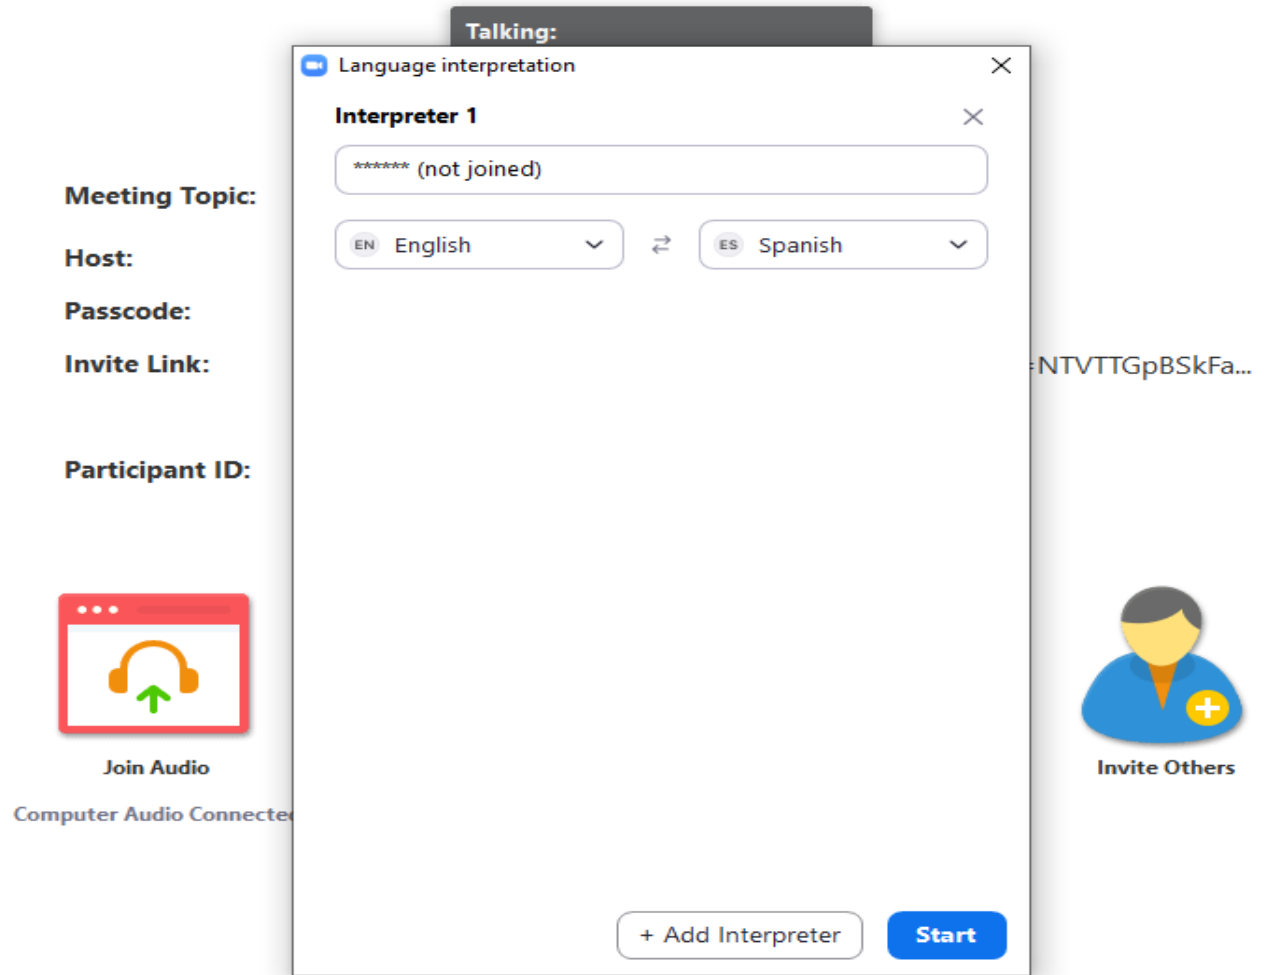 Talking:
Language interpretation
Interpreter 1
****** (not joined)
EN English
ES Spanish
Meeting Topic:
Host:
Passcode:
Invite Link:
=NTVTTGpBSkFa...
Participant ID:
Join Audio
Computer Audio Connected
Invite Others
+ Add Interpreter
Start